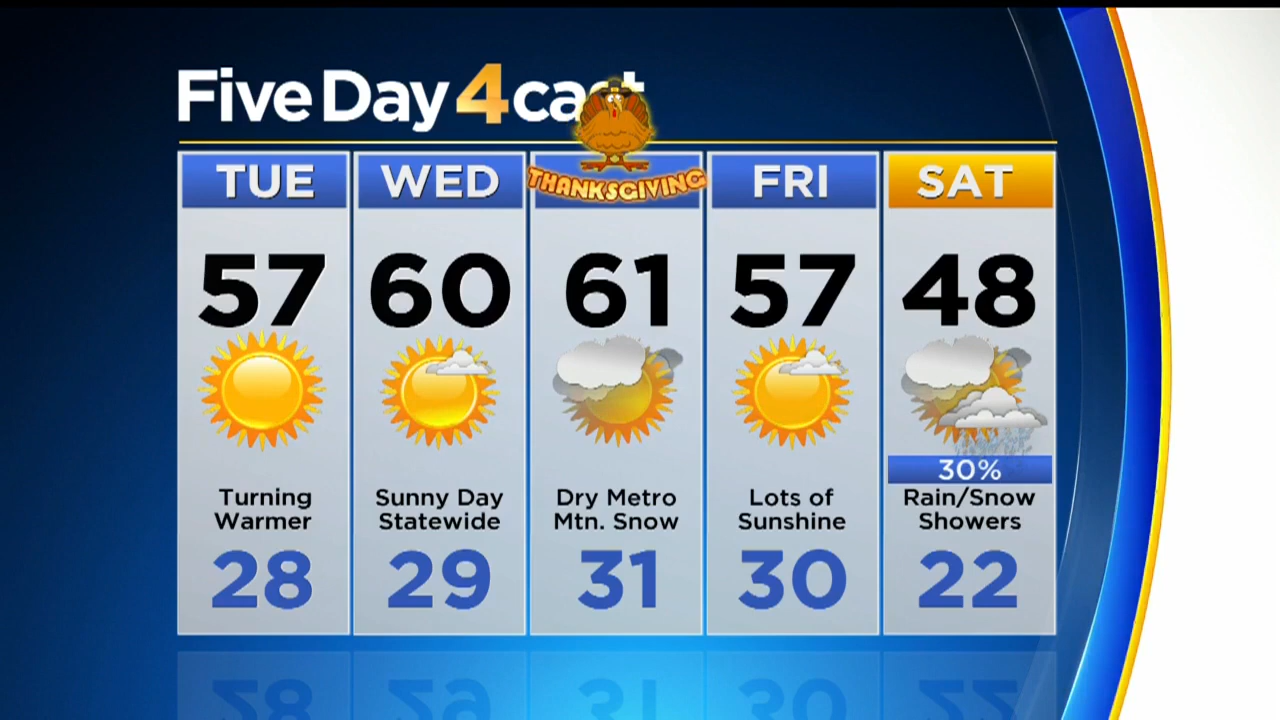 Five Day 4cast
TUE WED THANKSGIVING FRI SAT
57 60 61 57 48
30%
Turning Sunny Day Dry Metro Lots of Rain/Snow
Warmer Statewide Mtn. Snow Sunshine Showers
28 29 31 30 22